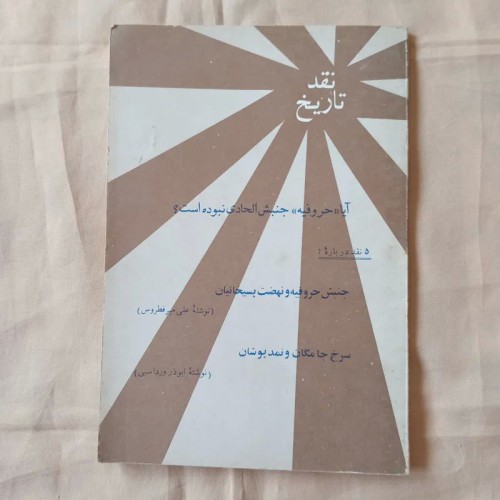 نقد
تاریخ
آیا «حروفیه» جنبش الحادی نبوده است؟
۵ نقد دربارهٔ :
جنبش حروفیه و نهضت پسیخانیان
(نوشتهٔ علی میرفطروس)
سرخ جامگان و نمد پوشان
(نوشتهٔ ابوذر ورداسبی)